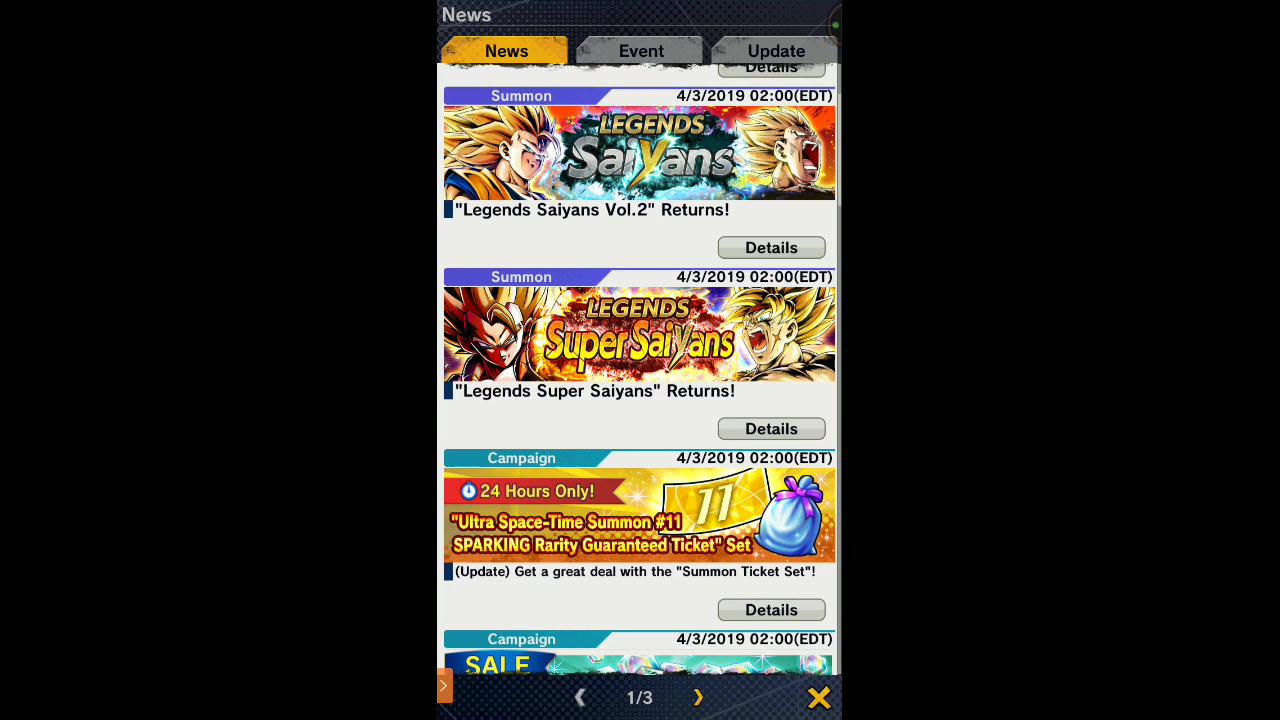 News
News Event Update
Details
Summon 4/3/2019 02:00(EDT)
LEGENDS
Saiyans
"Legends Saiyans Vol.2" Returns!
Details
Summon 4/3/2019 02:00(EDT)
LEGENDS
Super Saiyans
"Legends Super Saiyans" Returns!
Details
Campaign 4/3/2019 02:00(EDT)
24 Hours Only!
11
"Ultra Space-Time Summon #11
SPARKING Rarity Guaranteed Ticket" Set
(Update) Get a great deal with the "Summon Ticket Set"!
Details
Campaign 4/3/2019 02:00(EDT)
SALE
1/3